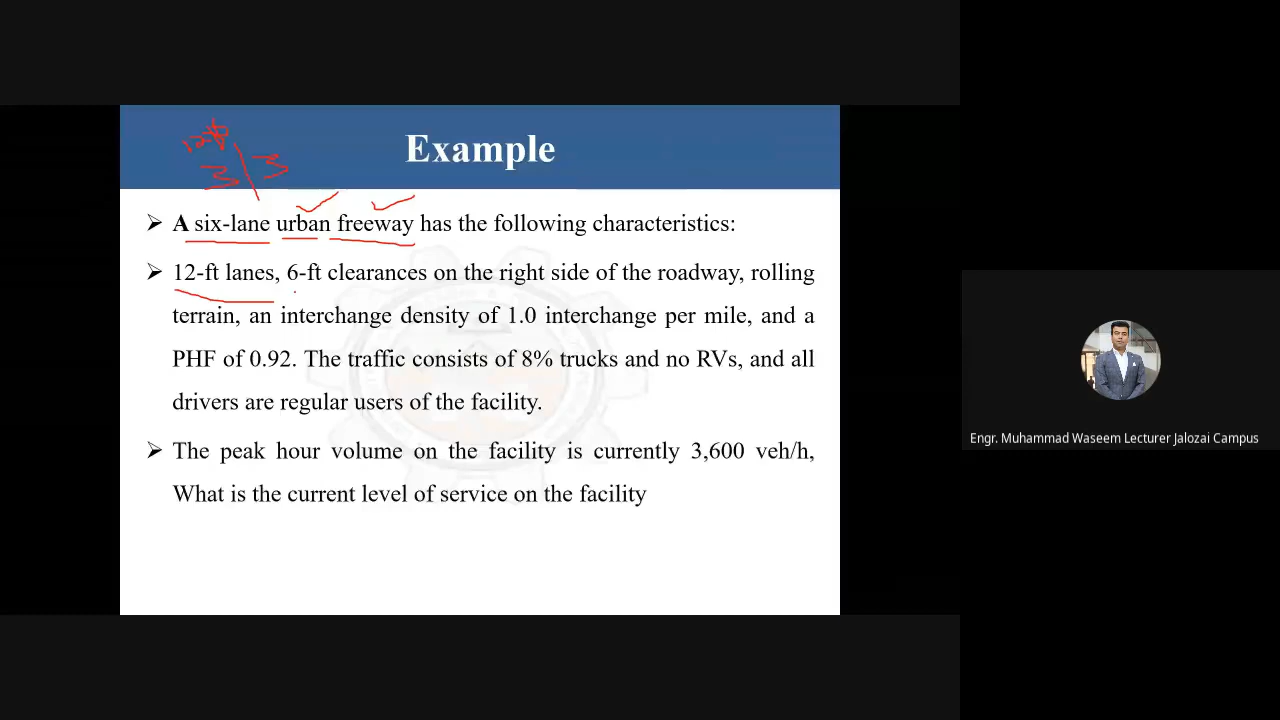 Example
12ft
3 3
➢ A six-lane urban freeway has the following characteristics:
➢ 12-ft lanes, 6-ft clearances on the right side of the roadway, rolling
terrain, an interchange density of 1.0 interchange per mile, and a
PHF of 0.92. The traffic consists of 8% trucks and no RVs, and all
drivers are regular users of the facility.
➢ The peak hour volume on the facility is currently 3,600 veh/h,
What is the current level of service on the facility
Engr. Muhammad Waseem Lecturer Jalozai Campus